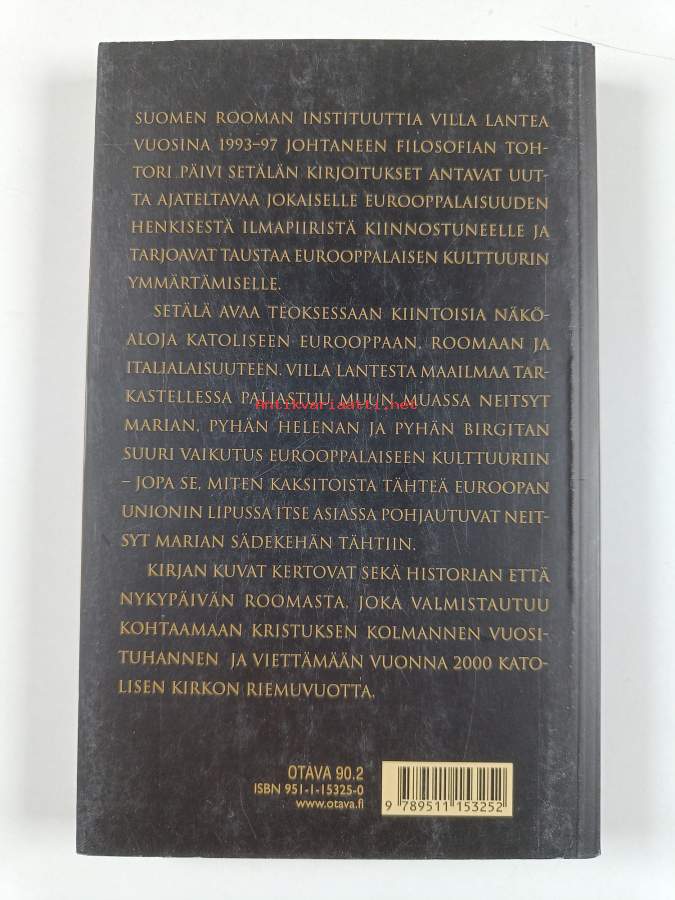 SUOMEN ROOMAN INSTITUUTTIA VILLA LANTEA
VUOSINA 1993–97 JOHTANEEN FILOSOFIAN TOH-
TORI PÄIVI SETÄLÄN KIRJOITUKSET ANTAVAT UUT-
TA AJATELTAVAA JOKAISELLE EUROOPPALAISUUDEN
HENKISESTÄ ILMAPIIRISTÄ KIINNOSTUNEELLE JA
TARJOAVAT TAUSTAA EUROOPPALAISEN KULTTUURIN
YMMÄRTÄMISELLE.
SETÄLÄ AVAA TEOKSESSAAN KIINTOISIA NÄKÖ-
ALOJA KATOLISEEN EUROOPPAAN, ROOMAAN JA
ITALIALAISUUTEEN. VILLA LANTESTA MAAILMAA TAR-
KASTELLESSA PALJASTUU MUUN MUASSA NEITSYT
Antikvariaatti.net
MARIAN, PYHÄN HELENAN JA PYHÄN BIRGITAN
SUURI VAIKUTUS EUROOPPALAISEEN KULTTUURIIN
– JOPA SE, MITEN KAKSITOISTA TÄHTEÄ EUROOPAN
UNIONIN LIPUSSA ITSE ASIASSA POHJAUTUVAT NEIT-
SYT MARIAN SÄDEKEHÄN TÄHTIIN.
KIRJAN KUVAT KERTOVAT SEKÄ HISTORIAN ETTÄ
NYKYPÄIVÄN ROOMASTA, JOKA VALMISTAUTUU
KOHTAAMAAN KRISTUKSEN KOLMANNEN VUOSI-
TUHANNEN JA VIETTÄMÄÄN VUONNA 2000 KATO-
LISEN KIRKON RIEMUVUOTTA.
OTAVA 90.2
ISBN 951-1-15325-0
www.otava.fi
9 789511 153252